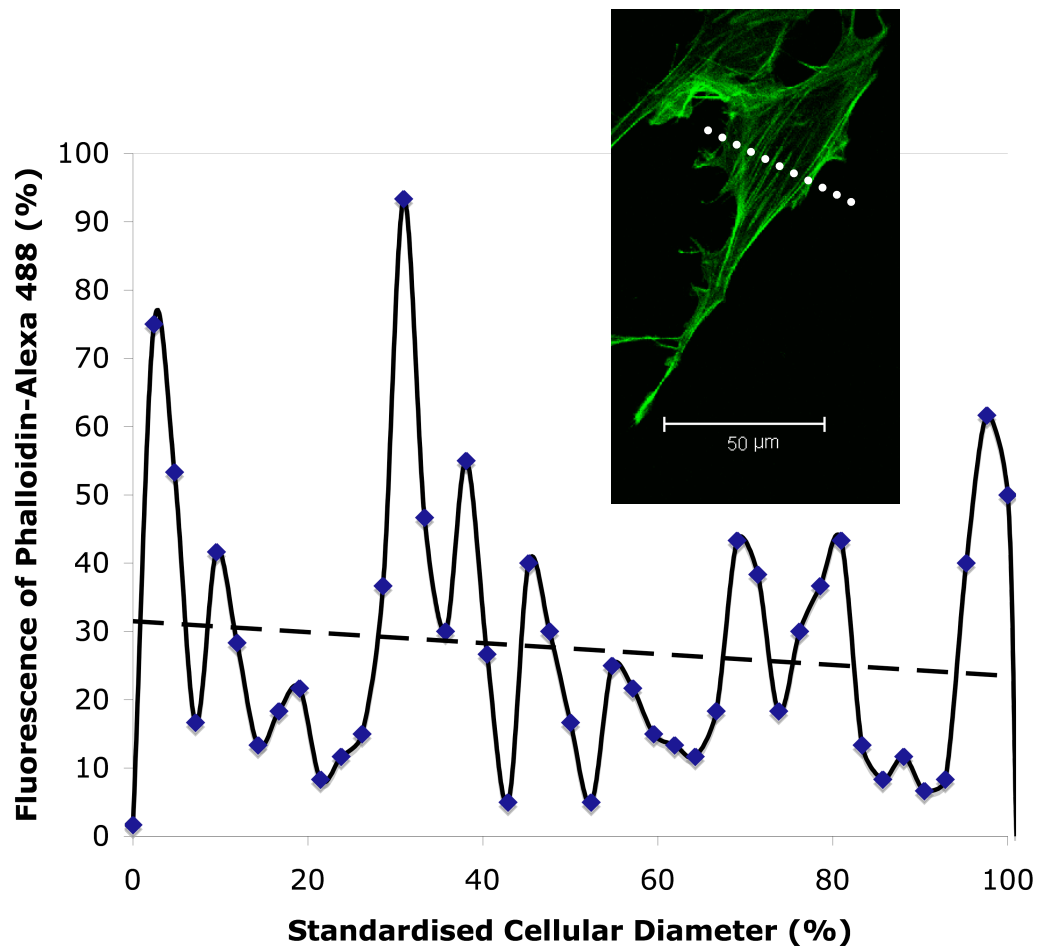 Fluorescence of Phalloidin-Alexa 488 (%)
100
90
80
70
60
50
40
30
20
10
0
50 µm
0 20 40 60 80 100
Standardised Cellular Diameter (%)